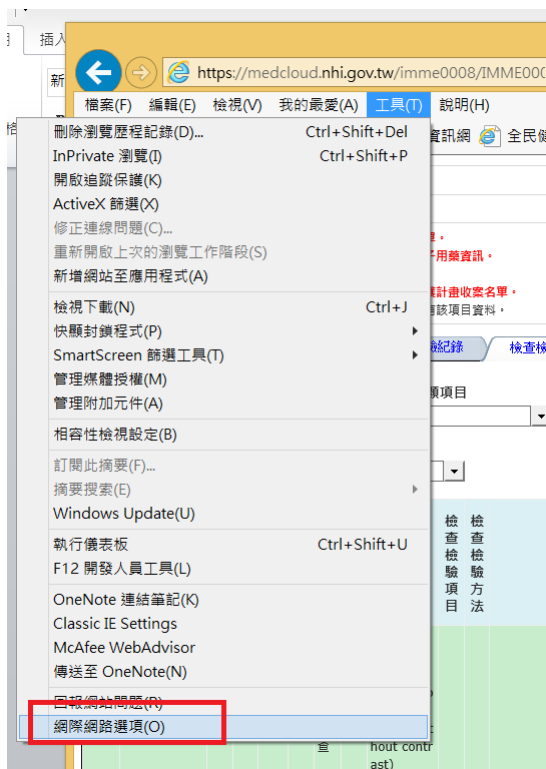 插入
新
https://medcloud.nhi.gov.tw/imme0008/IMME000
檔案(F) 編輯(E) 檢視(V) 我的最愛(A) 工具(T) 說明(H)
刪除瀏覽歷程記錄(D)... Ctrl+Shift+Del
資訊網 全民健
InPrivate 瀏覽(I) Ctrl+Shift+P
開啟追蹤保護(K)
ActiveX 篩選(X)
修正連線問題(C)...
重新開啟上次的瀏覽工作階段(S)
用藥資訊。
新增網站至應用程式(A)
計畫收案名單。
檢視下載(N) Ctrl+J
該項目資料。
快顯封鎖程式(P)
SmartScreen 篩選工具(T)
紀錄 檢查檢
管理媒體授權(M)
管理附加元件(A)
項目
相容性檢視設定(B)
訂閱此摘要(F)...
摘要搜索(E)
Windows Update(U)
執行儀表板 Ctrl+Shift+U
F12 開發人員工具(L)
檢查檢驗項目
檢查檢驗方法
OneNote 連結筆記(K)
Classic IE Settings
McAfee WebAdvisor
傳送至 OneNote(N)
回報網站問題(R)
網際網路選項(O)
查
hout contr
ast)